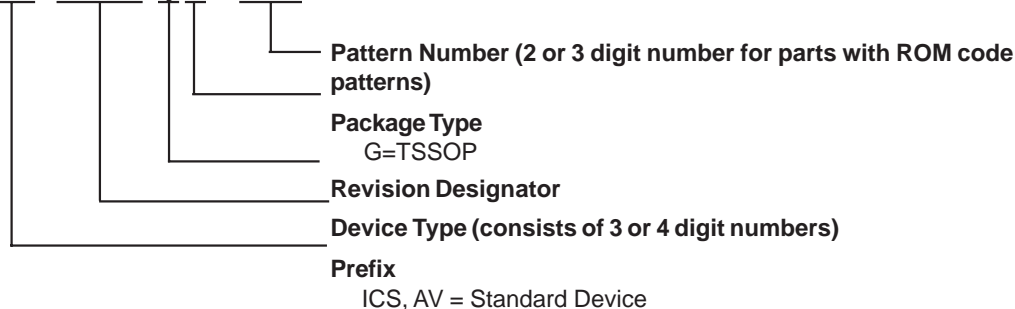 Pattern Number (2 or 3 digit number for parts with ROM code
patterns)
Package Type
G=TSSOP
Revision Designator
Device Type (consists of 3 or 4 digit numbers)
Prefix
ICS, AV = Standard Device